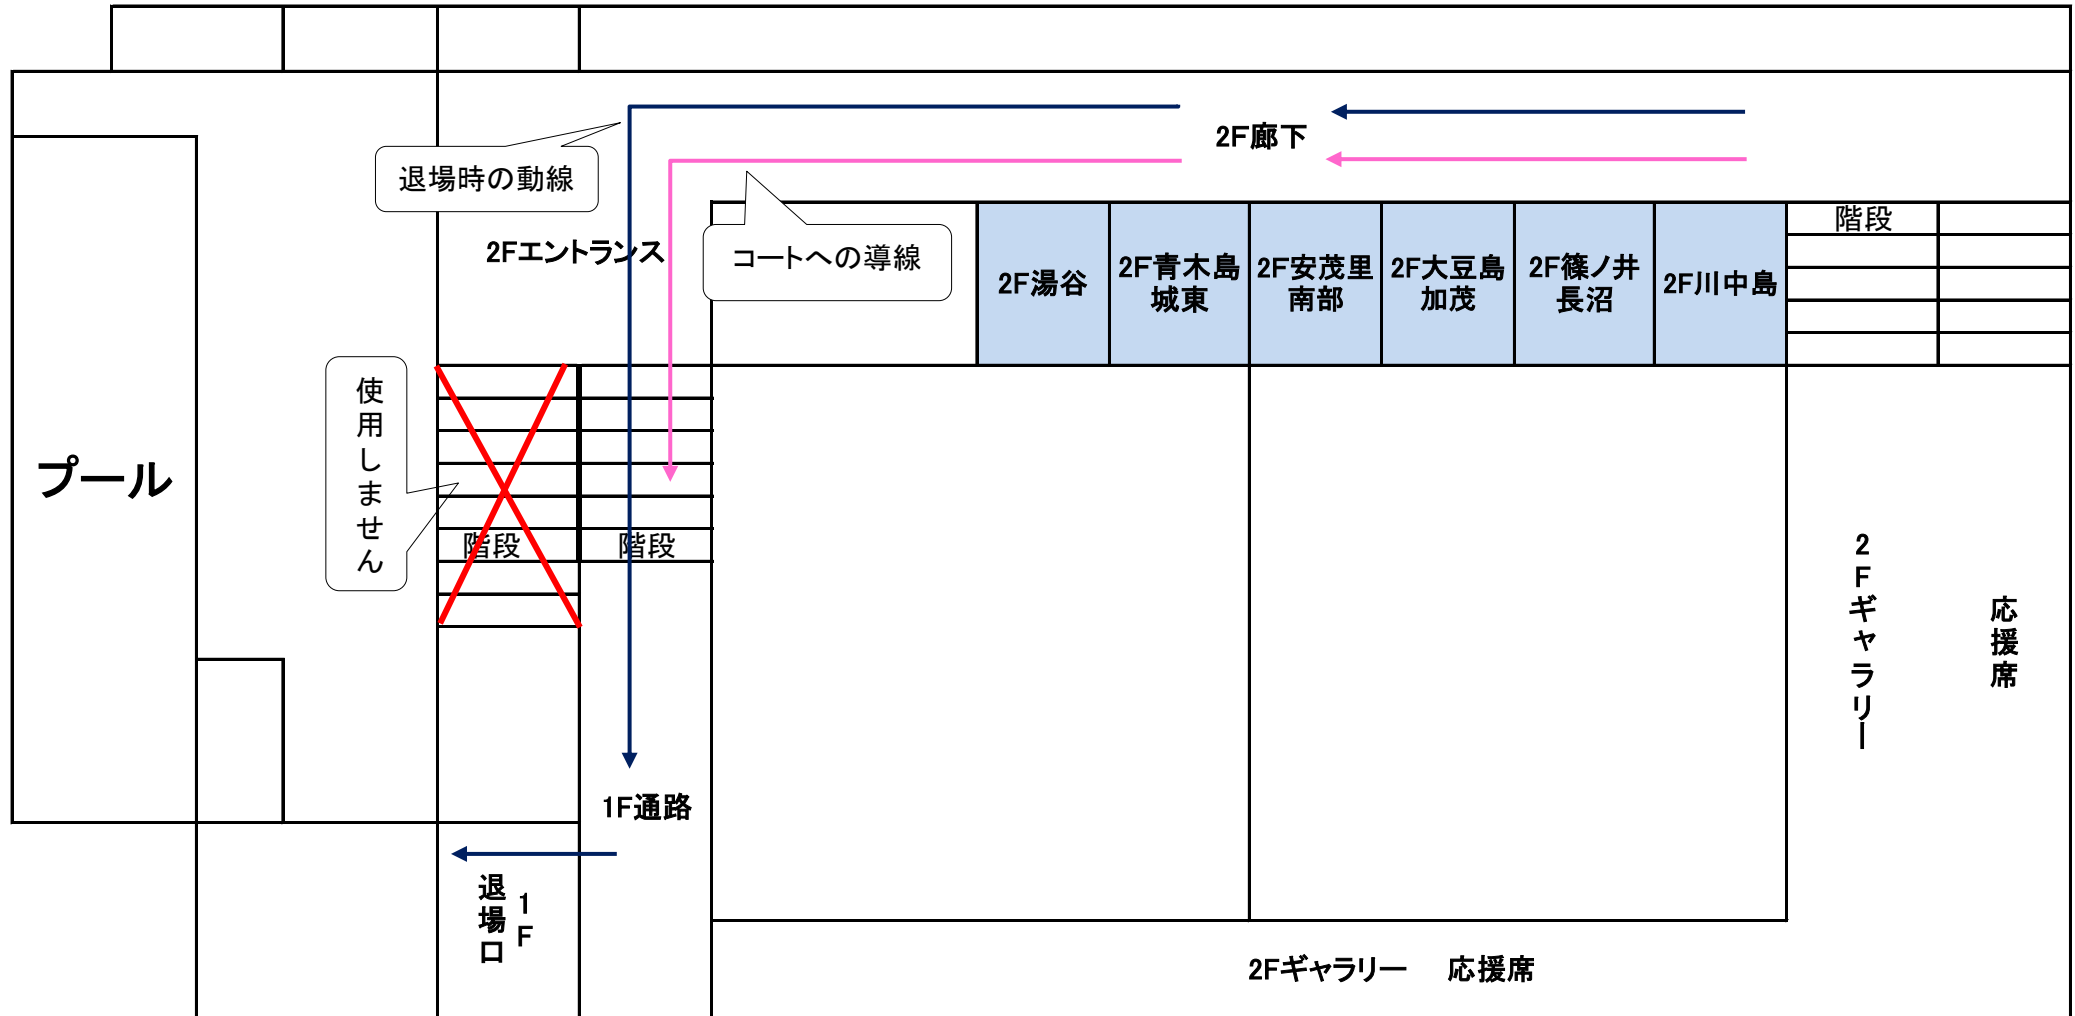 2F廊下
退場時の動線
コートへの導線
2Fエントランス
階段
2F湯谷
2F青木島
城東
2F安茂里
南部
2F大豆島
加茂
2F篠ノ井
長沼
2F川中島
使用しません
プール
階段
階段
2Fギャラリー
応援席
1F通路
1F
退場口
2Fギャラリー 応援席